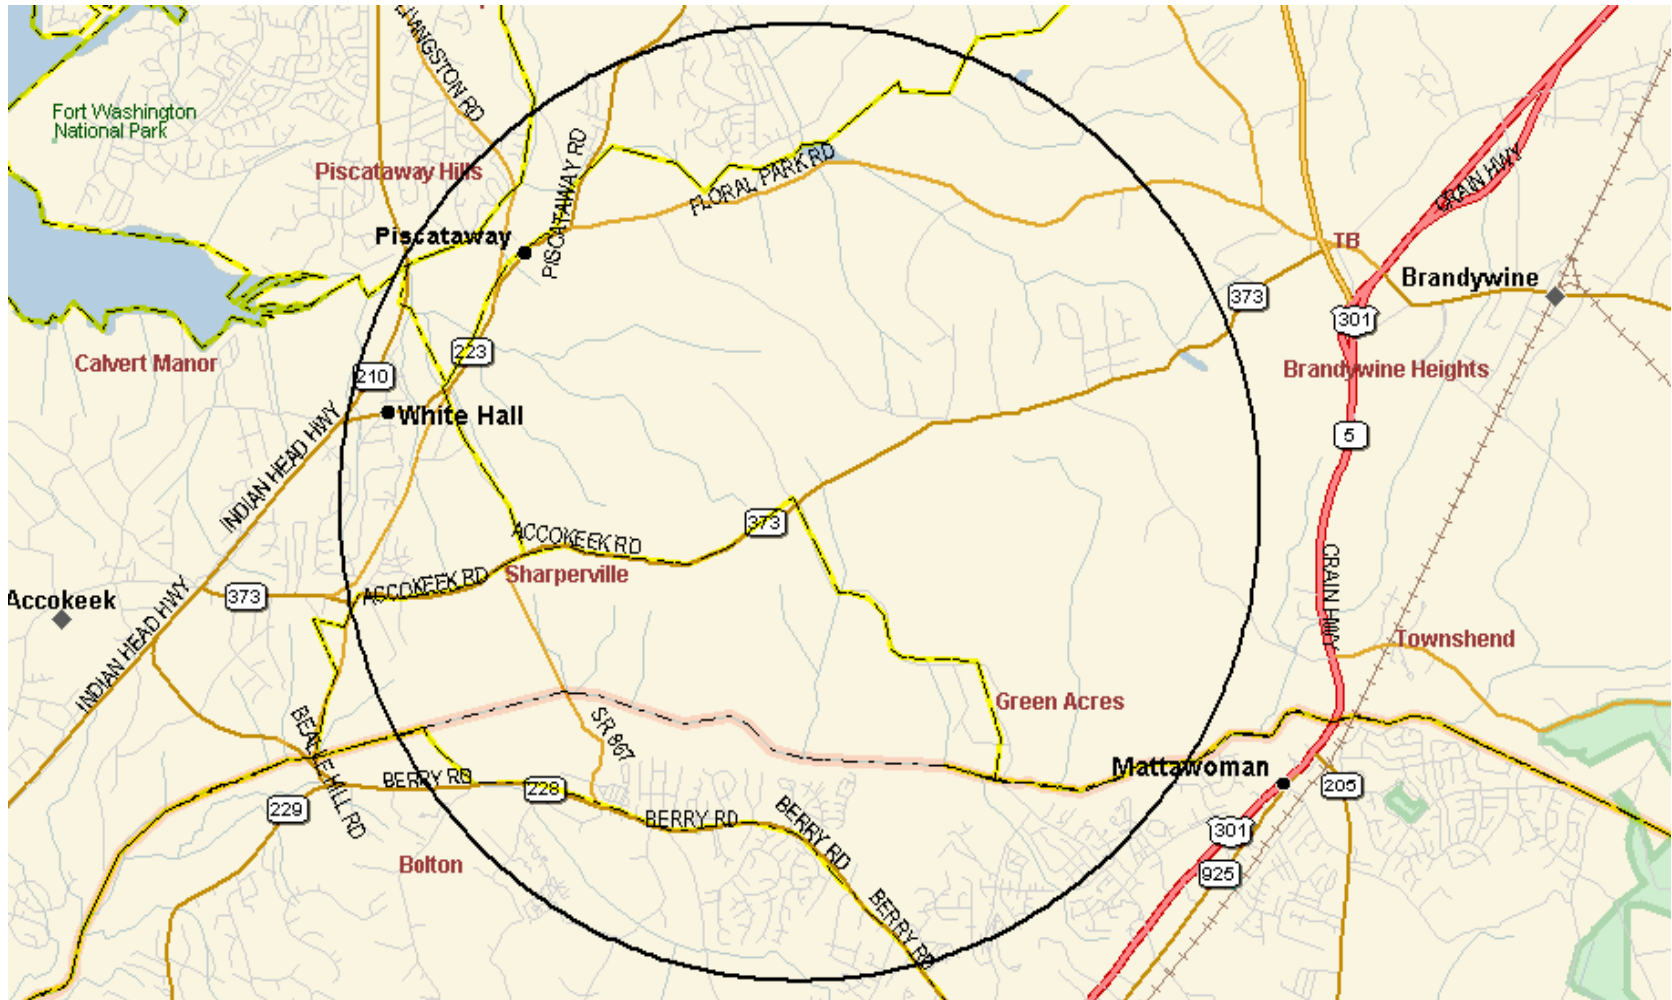 LIVINGSTON RD
Fort Washington
National Park
Piscataway Hills
PISCATAWAY RD
FLORAL PARK RD
CRAIN HWY
Piscataway
TB
Brandywine
373
301
Calvert Manor
223
210
Brandywine Heights
White Hall
INDIAN HEAD HWY
5
373
ACCOKEEK RD
CRAIN HWY
Sharperville
ACCOKEEK RD
Accokeek
373
INDIAN HEAD HWY
Townshend
Green Acres
SR 867
BEALLE HILL RD
Mattawoman
BERRY RD
228
205
229
BERRY RD
BERRY RD
301
Bolton
925
BERRY RD